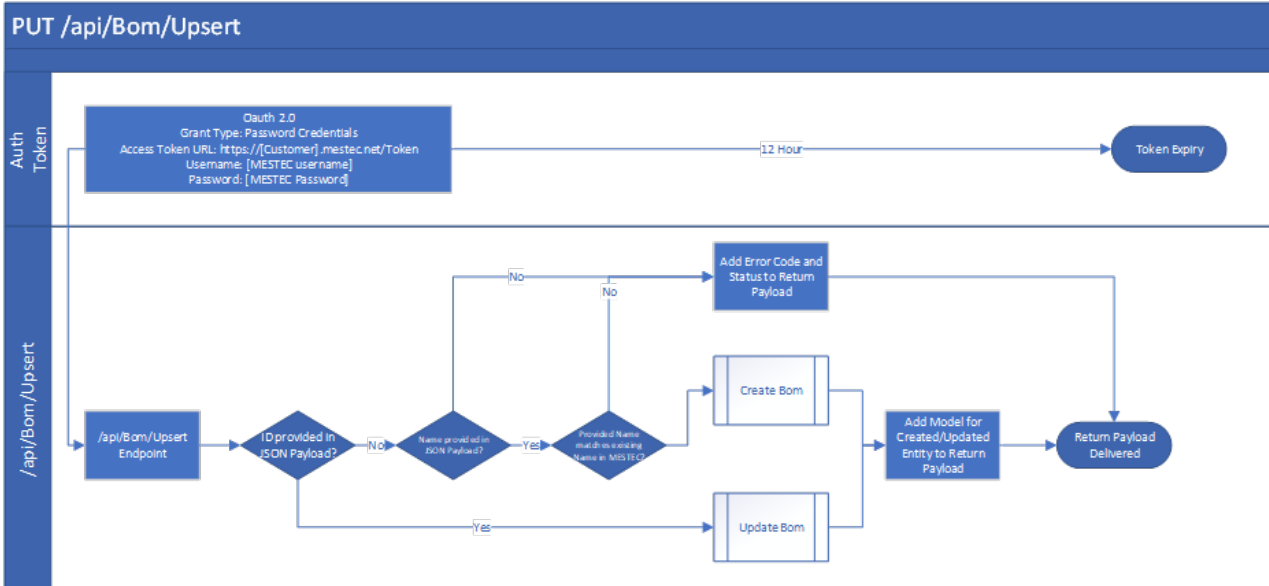 PUT /api/Bom/Upsert
Auth
Token
Oauth 2.0
Grant Type: Password Credentials
Access Token URL: https://[Customer].mestec.net/Token
Username: [MESTEC username]
Password: [MESTEC Password]
12 Hour
Token Expiry
/api/Bom/Upsert
No
No
Add Error Code and
Status to Return
Payload
/api/Bom/Upsert
Endpoint
ID provided in
JSON Payload?
No
Name provided in
JSON Payload?
Yes
Provided Name
matches existing
Name in MESTEC?
Create Bom
Add Model for
Created/Updated
Entity to Return
Payload
Return Payload
Delivered
Yes
Update Bom